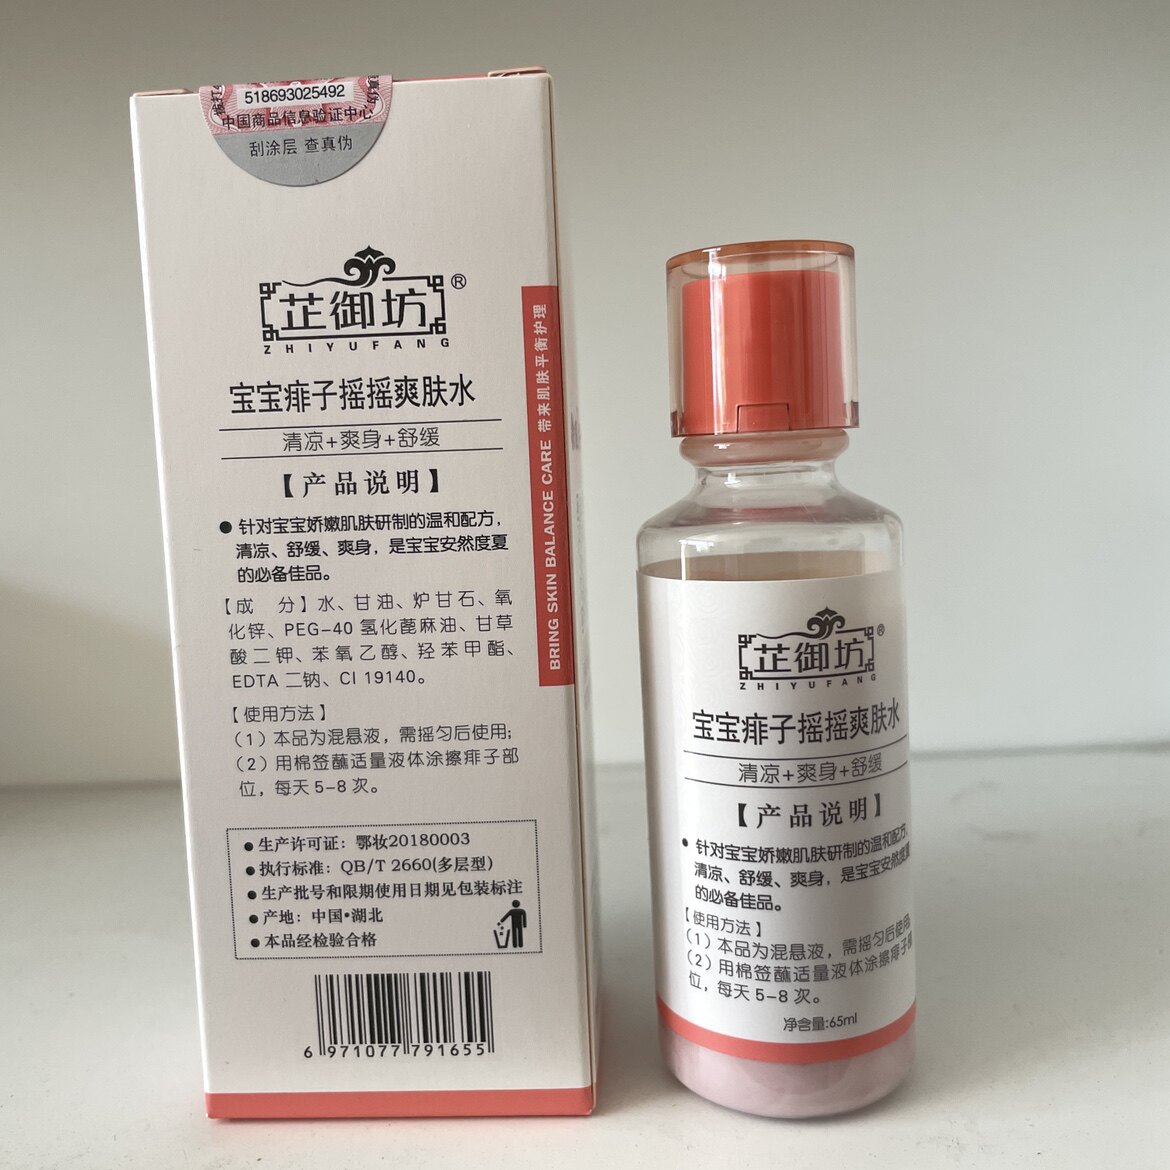 518693025492
中国商品信息验证中心
刮涂层 查真伪
芷御坊®
ZHIYUFANG
宝宝痱子摇摇爽肤水
清凉+爽身+舒缓
【产品说明】
●针对宝宝娇嫩肌肤研制的温和配方，
清凉、舒缓、爽身，是宝宝安然度夏
的必备佳品。
【成 分】水、甘油、炉甘石、氧
化锌、PEG-40 氢化蓖麻油、甘草
酸二钾、苯氧乙醇、羟苯甲酯、
EDTA 二钠、CI 19140。
【使用方法】
（1）本品为混悬液，需摇匀后使用；
（2）用棉签蘸适量液体涂擦痱子部
位，每天 5-8 次。
●生产许可证：鄂妆20180003
●执行标准：QB/T 2660(多层型)
●生产批号和限期使用日期见包装标注
●产地：中国•湖北
●本品经检验合格
6 971077 791655
BRING SKIN BALANCE CARE 带来肌肤平衡护理
芷御坊®
ZHIYUFANG
宝宝痱子摇摇爽肤水
清凉+爽身+舒缓
【产品说明】
●针对宝宝娇嫩肌肤研制的温和配方，
清凉、舒缓、爽身，是宝宝安然度夏
的必备佳品。
【使用方法】
（1）本品为混悬液，需摇匀后使用
（2）用棉签蘸适量液体涂擦痱子部
位，每天 5-8 次。
净含量:65ml